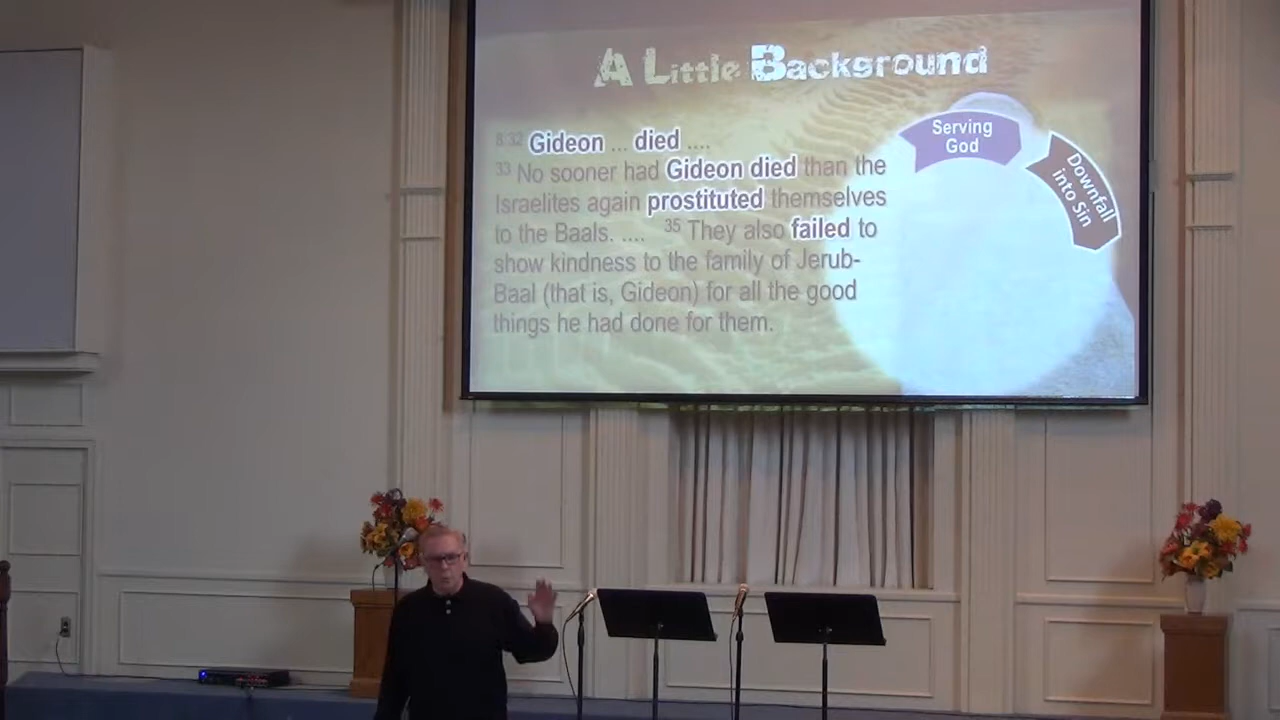 A Little Background
8:32 Gideon ... died ....
33 No sooner had Gideon died than the
Israelites again prostituted themselves
to the Baals. .... 35 They also failed to
show kindness to the family of Jerub-
Baal (that is, Gideon) for all the good
things he had done for them.
Serving
God
Downfall
into Sin